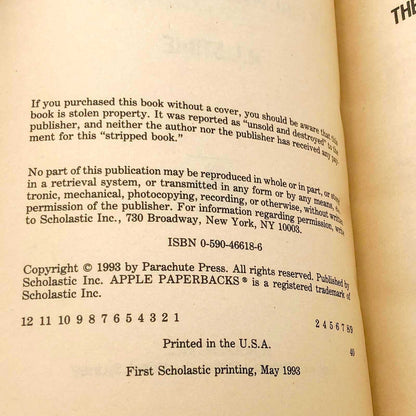 THE
If you purchased this book without a cover, you should be aware that this
book is stolen property. It was reported as "unsold and destroyed" to the
publisher, and neither the author nor the publisher has received any pay-
ment for this "stripped book."
No part of this publication may be reproduced in whole or in part, or stored
in a retrieval system, or transmitted in any form or by any means,
tronic, mechanical, photocopying, recording, or otherwise, without written
permission of the publisher. For information regarding permission, write
to Scholastic Inc., 730 Broadway, New York, NY 10003.
ISBN 0-590-46618-6
Copyright © 1993 by Parachute Press. All rights reserved. Published by
Scholastic Inc. APPLE PAPERBACKS ® is a registered trademark of
Scholastic Inc.
12 11 10 9 8 7 6 5 4 3 2 1 2 4 5 6 7 8/9
Printed in the U.S.A. 40
First Scholastic printing, May 1993